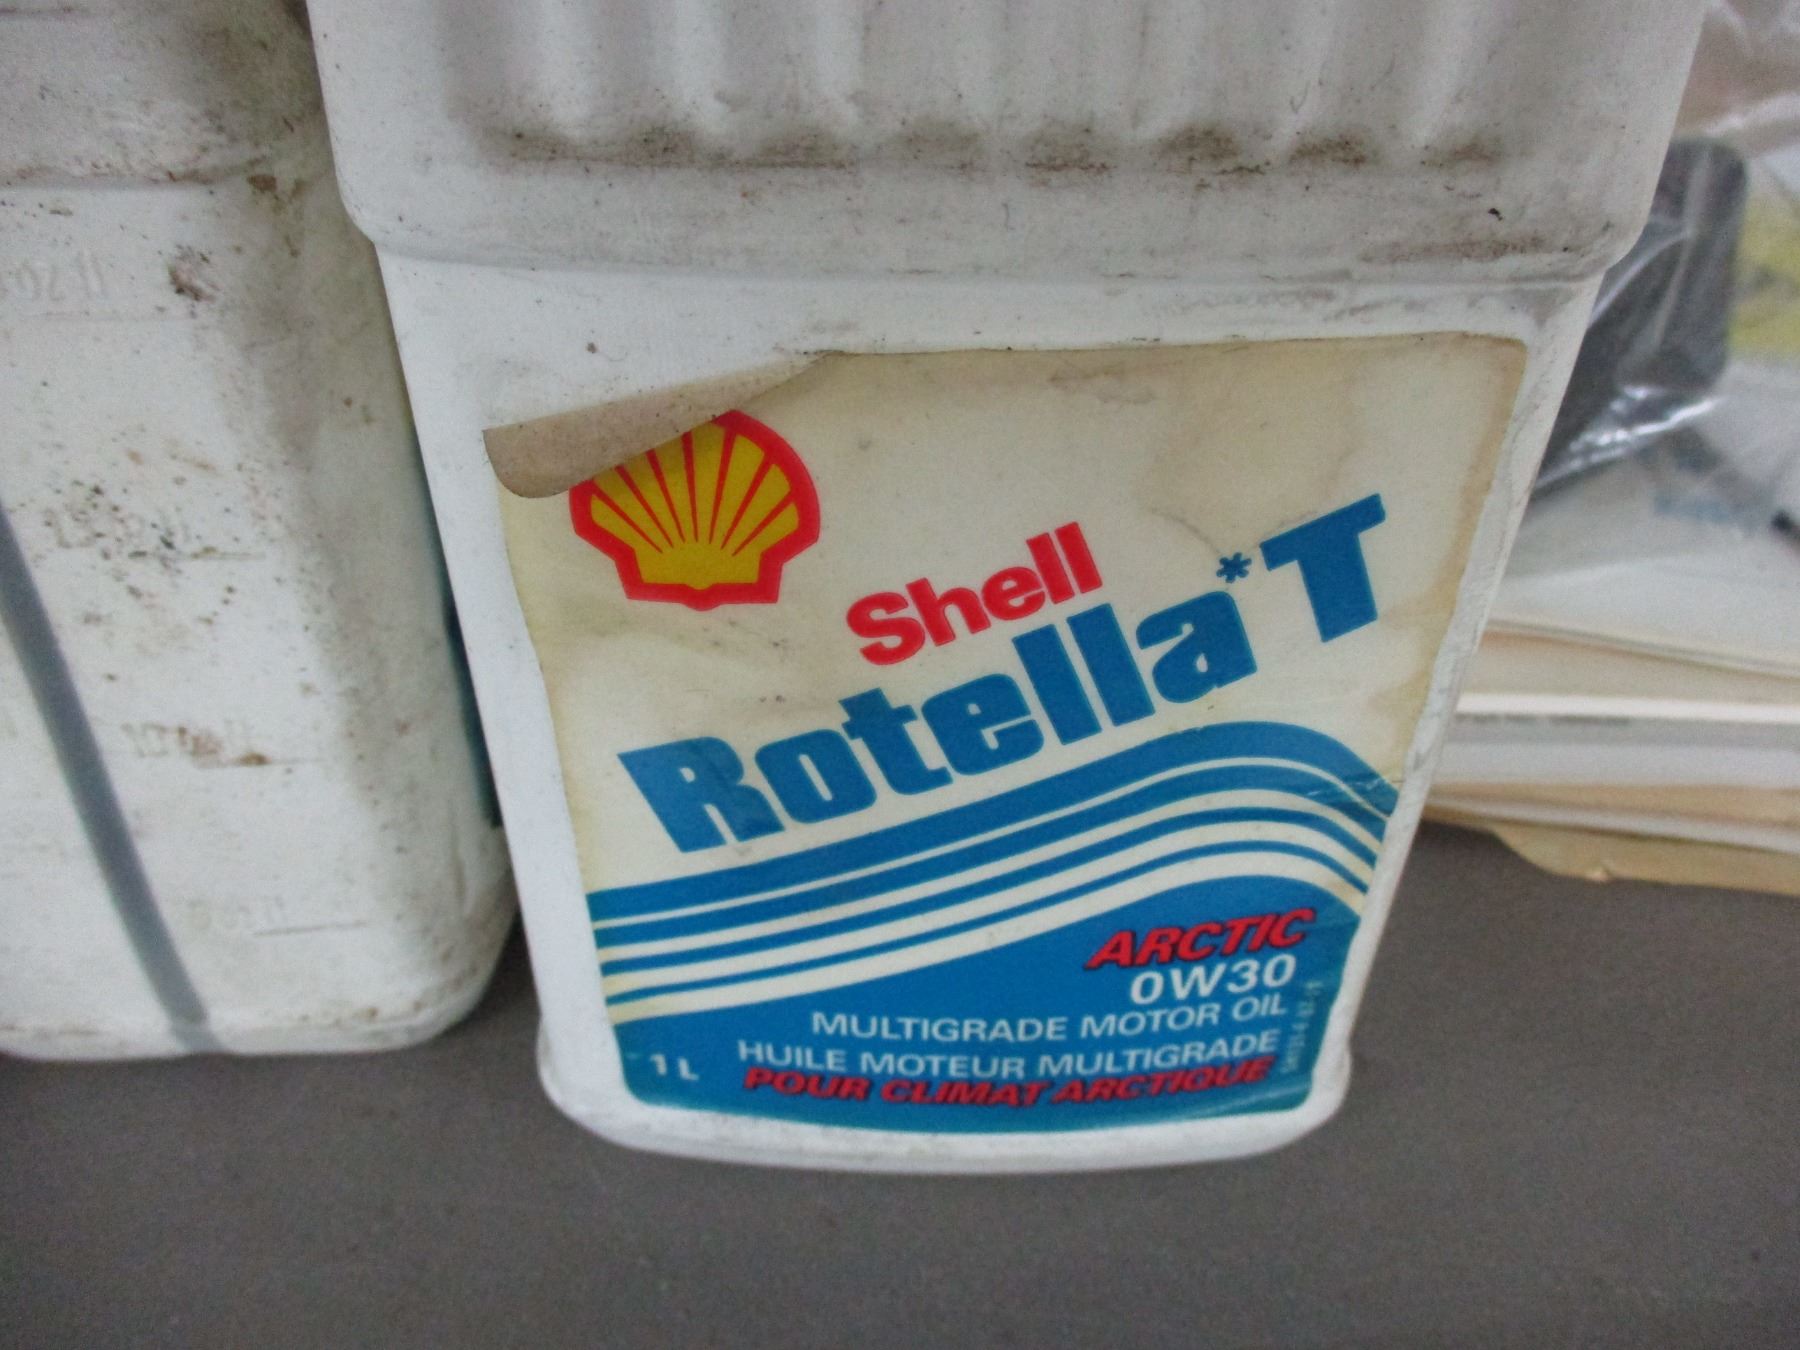 Shell
Rotella*T
ARCTIC
0W30
MULTIGRADE MOTOR OIL
HUILE MOTEUR MULTIGRADE
POUR CLIMAT ARCTIQUE
1 L